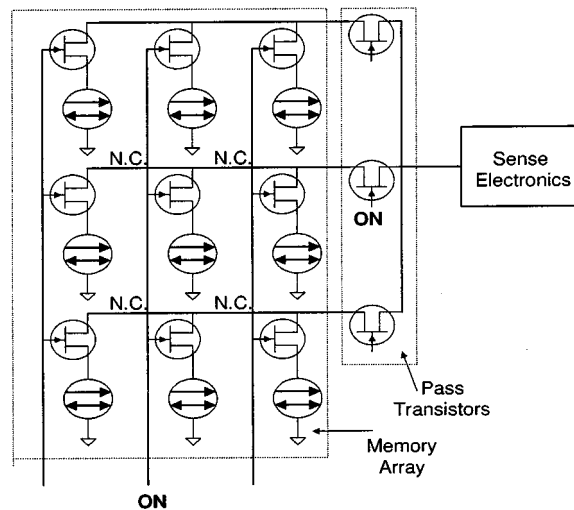 N.C.
N.C.
Sense
Electronics
ON
N.C.
N.C.
Pass
Transistors
Memory
Array
ON